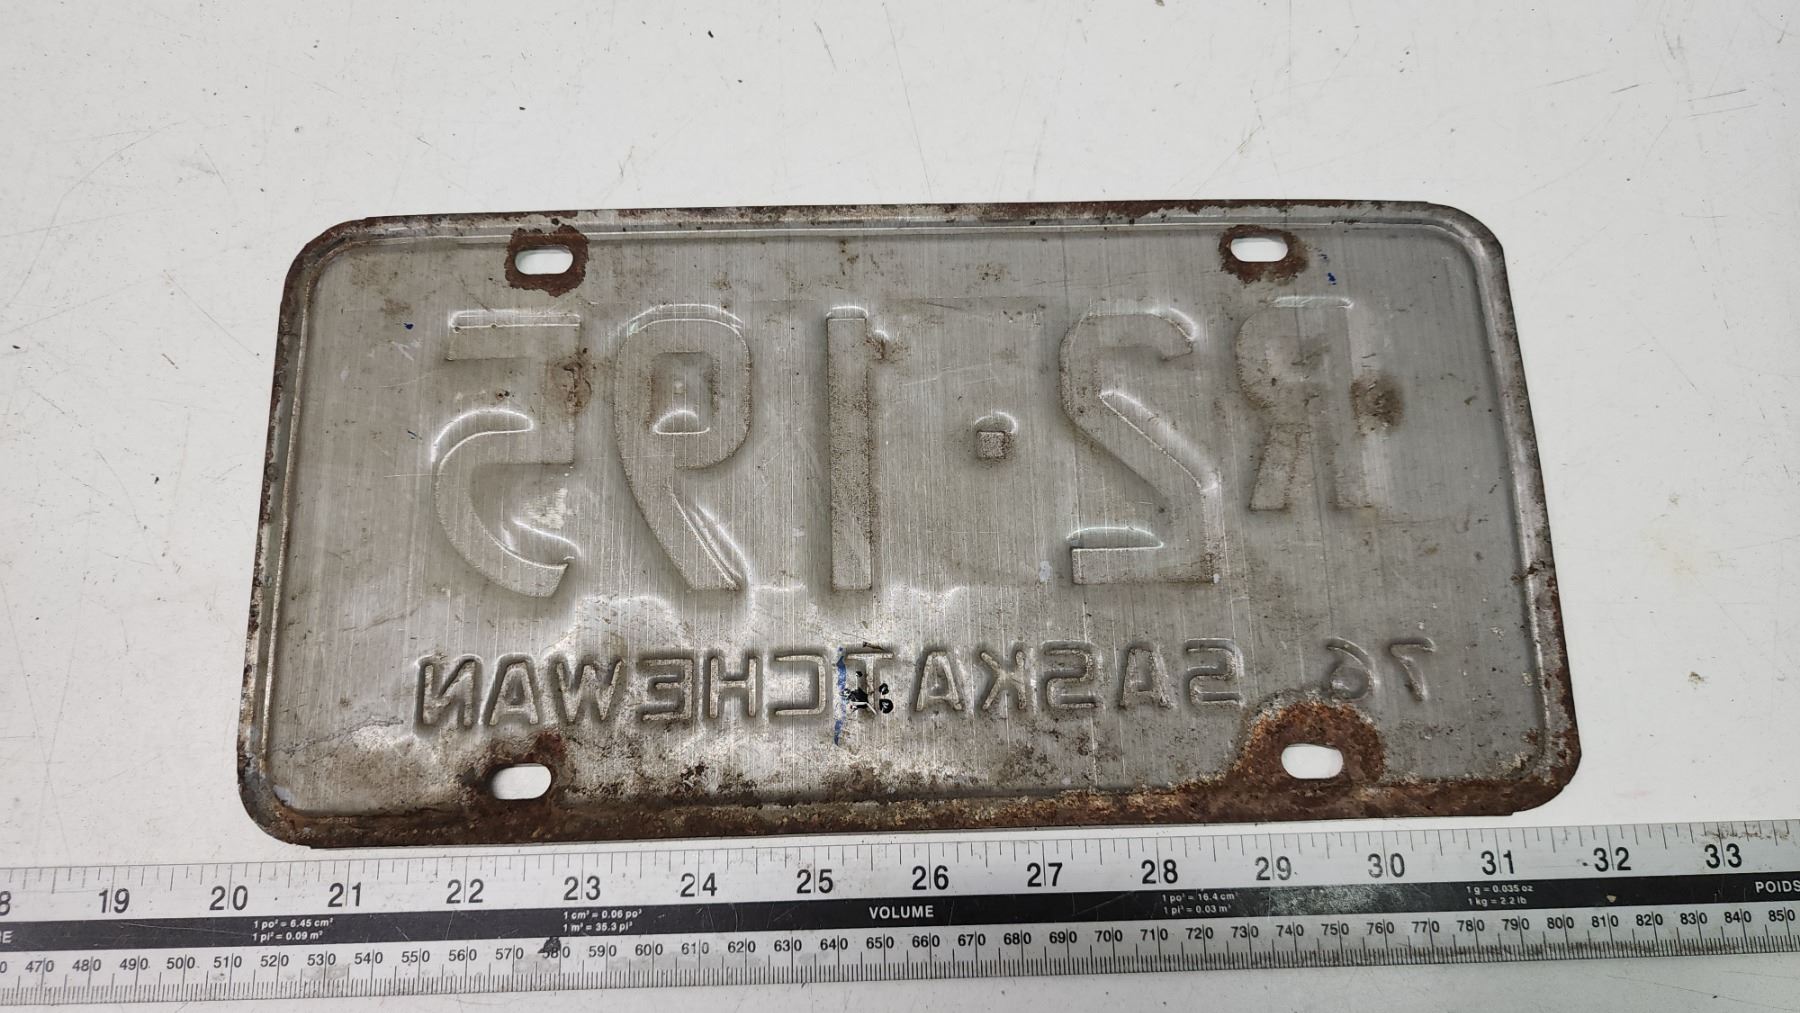 R2·195
76 SASKATCHEWAN
8 19 20 21 22 23 24 25 26 27 28 29 30 31 32 33
1 po² = 6.45 cm²
1 pi² = 0.09 m²
1 cm³ = 0.06 po³
1 m³ = 35.3 pi³
VOLUME
1 po³ = 16.4 cm³
1 pi³ = 0.03 m³
1 g = 0.035 oz
1 kg = 2.2 lb
POIDS
0 470 480 490 500 510 520 530 540 550 560 570 580 590 600 610 620 630 640 650 660 670 680 690 700 710 720 730 740 750 760 770 780 790 800 810 820 830 840 850